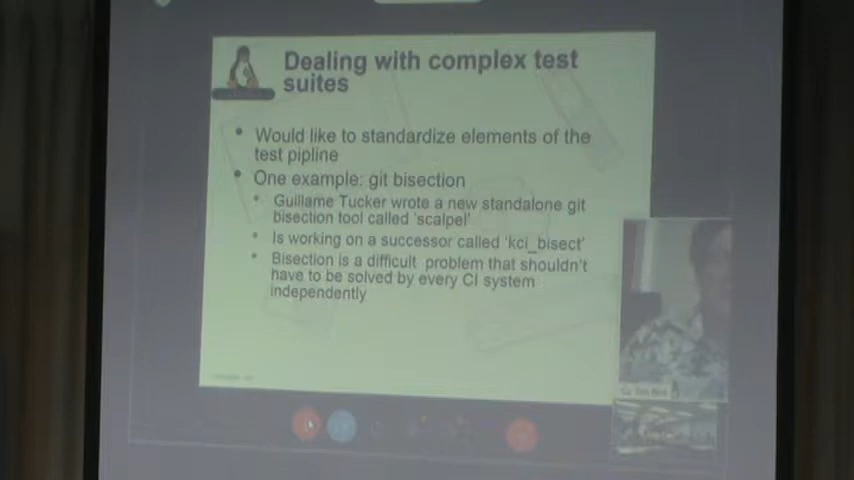 Dealing with complex test
suites
Would like to standardize elements of the
test pipline
One example: git bisection
Guillame Tucker wrote a new standalone git
bisection tool called 'scalpel'
Is working on a successor called 'kci_bisect'
Bisection is a difficult problem that shouldn't
have to be solved by every CI system
independently